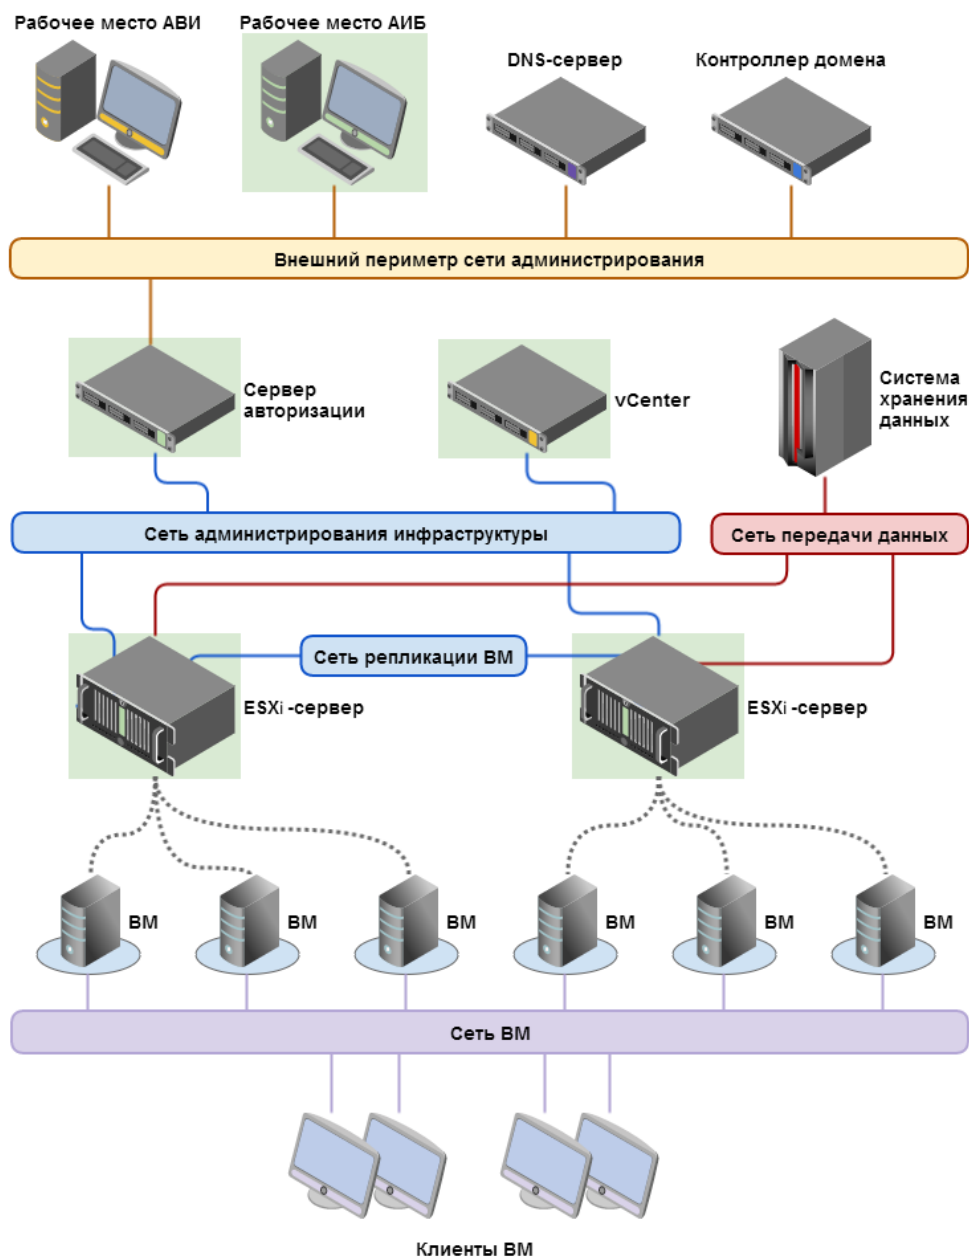 Рабочее место АВИ
Рабочее место АИБ
DNS-сервер
Контроллер домена
Внешний периметр сети администрирования
Сервер
авторизации
vCenter
Система
хранения
данных
Сеть администрирования инфраструктуры
Сеть передачи данных
Сеть репликации ВМ
ESXi -сервер
ESXi -сервер
ВМ
ВМ
ВМ
ВМ
ВМ
ВМ
Сеть ВМ
Клиенты ВМ